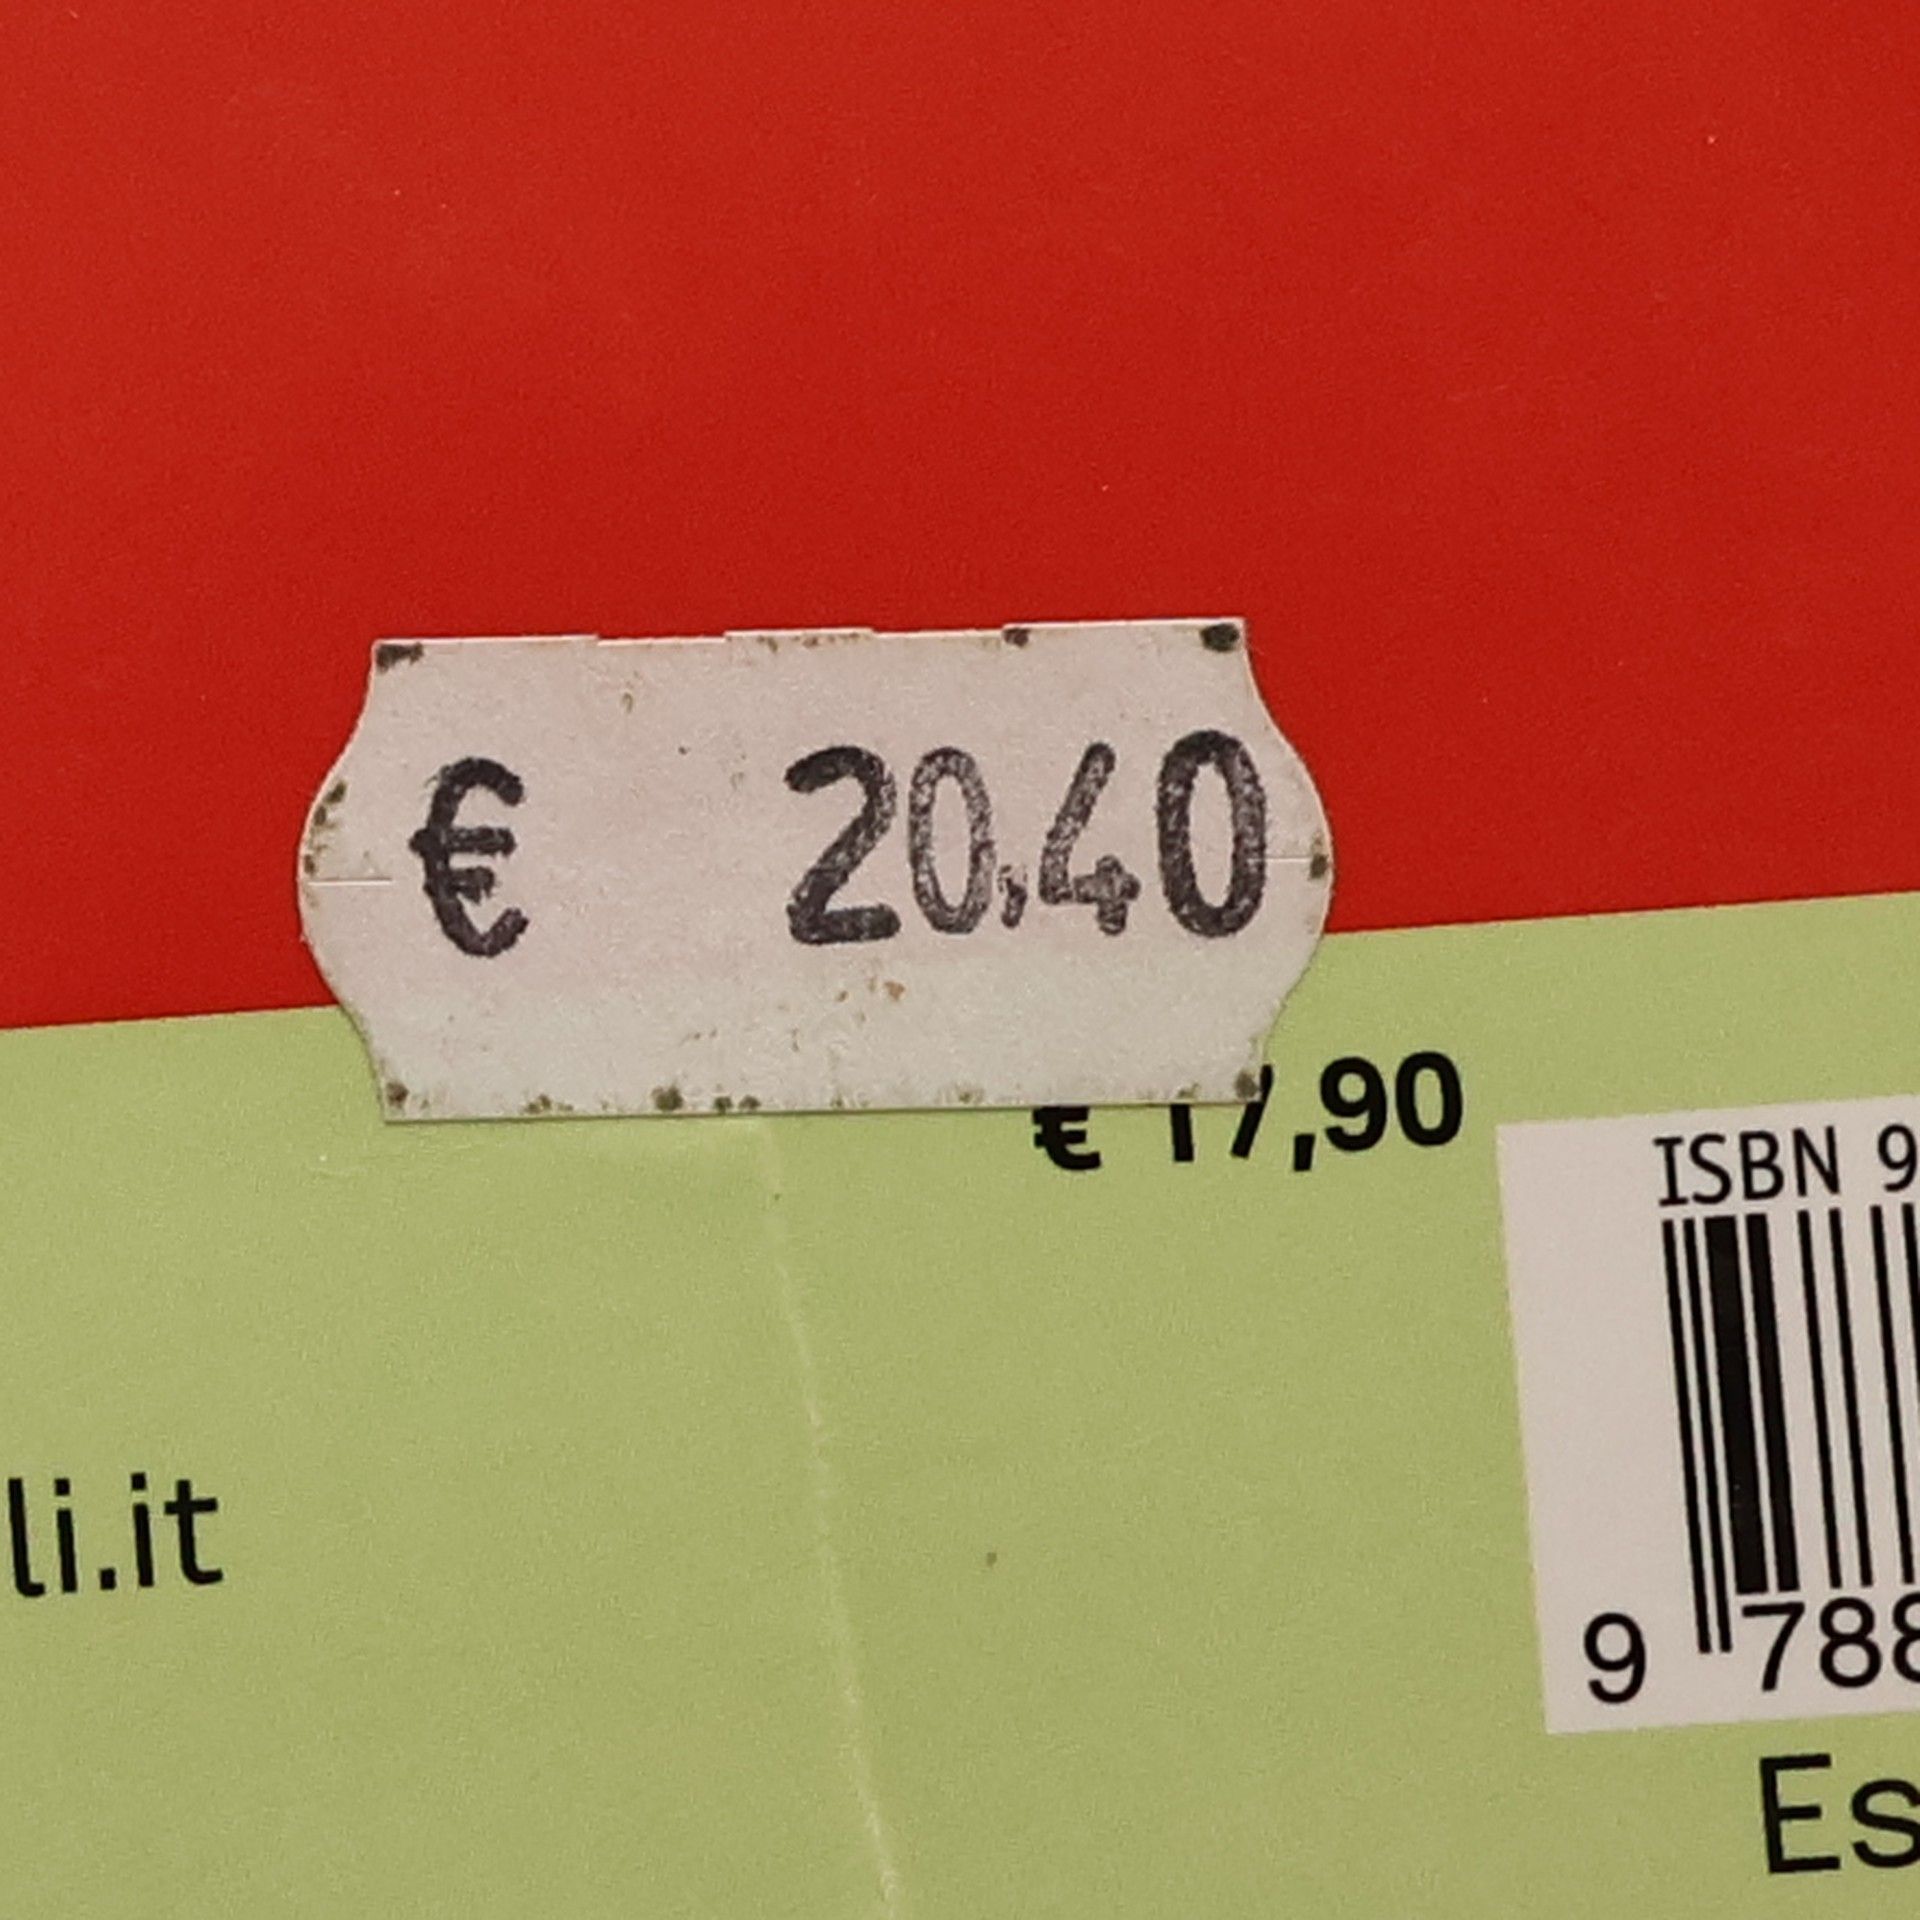 € 20,40
€ 17,90
ISBN 9
li.it
9 788
Es